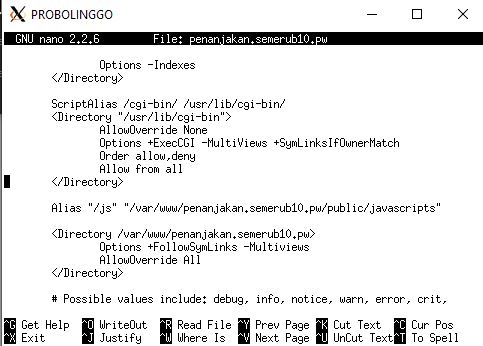 PROBOLINGGO
GNU nano 2.2.6 File: penanjakan.semerub10.pw
Options -Indexes
</Directory>
ScriptAlias /cgi-bin/ /usr/lib/cgi-bin/
<Directory "/usr/lib/cgi-bin">
AllowOverride None
Options +ExecCGI -MultiViews +SymLinksIfOwnerMatch
Order allow,deny
Allow from all
</Directory>
Alias "/js" "/var/www/penanjakan.semerub10.pw/public/javascripts"
<Directory /var/www/penanjakan.semerub10.pw>
Options +FollowSymLinks -Multiviews
AllowOverride All
</Directory>
# Possible values include: debug, info, notice, warn, error, crit,
^G Get Help ^O WriteOut ^R Read File ^Y Prev Page ^K Cut Text ^C Cur Pos
^X Exit ^J Justify ^W Where Is ^V Next Page ^U UnCut Text ^T To Spell